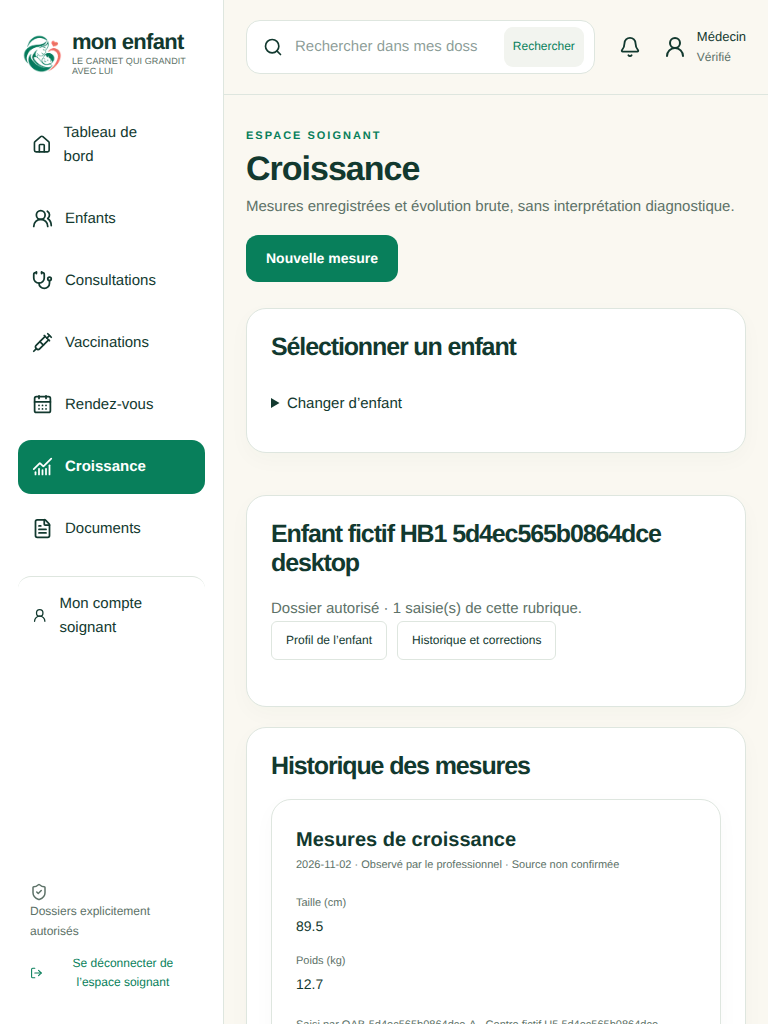 mon enfant
LE CARNET QUI GRANDIT
AVEC LUI
Tableau de
bord
Enfants
Consultations
Vaccinations
Rendez-vous
Croissance
Documents
Mon compte
soignant
Dossiers explicitement
autorisés
Se déconnecter de
l’espace soignant
Rechercher dans mes doss
Rechercher
Médecin
Vérifié
ESPACE SOIGNANT
Croissance
Mesures enregistrées et évolution brute, sans interprétation diagnostique.
Nouvelle mesure
Sélectionner un enfant
Changer d’enfant
Enfant fictif HB1 5d4ec565b0864dce
desktop
Dossier autorisé · 1 saisie(s) de cette rubrique.
Profil de l’enfant
Historique et corrections
Historique des mesures
Mesures de croissance
2026-11-02 · Observé par le professionnel · Source non confirmée
Taille (cm)
89.5
Poids (kg)
12.7